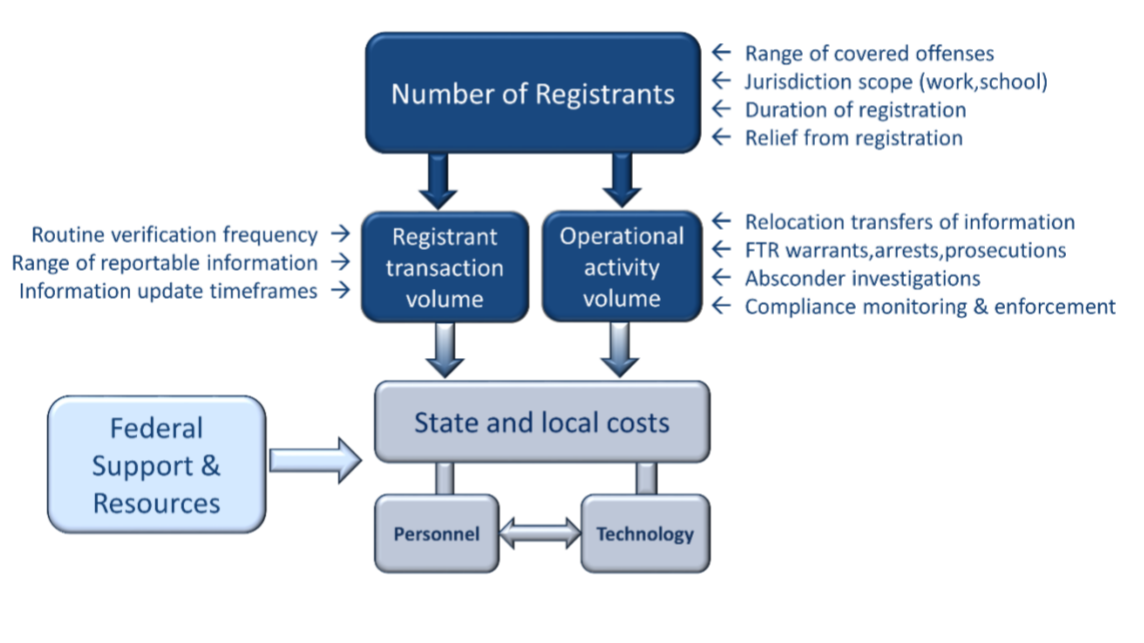 Number of Registrants
← Range of covered offenses
← Jurisdiction scope (work,school)
← Duration of registration
← Relief from registration
Routine verification frequency →
Range of reportable information →
Information update timeframes →
Registrant
transaction
volume
Operational
activity
volume
← Relocation transfers of information
← FTR warrants,arrests,prosecutions
← Absconder investigations
← Compliance monitoring & enforcement
Federal
Support &
Resources
State and local costs
Personnel
Technology